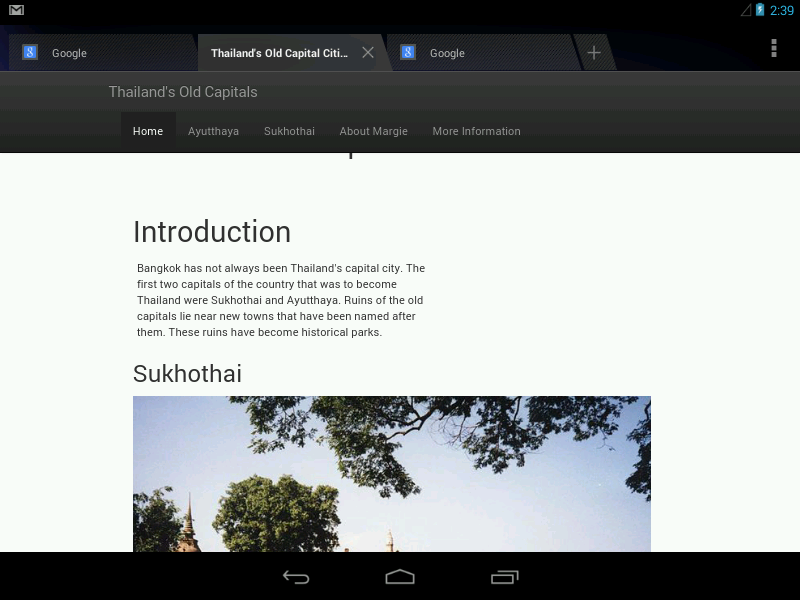 2:39
Google
Thailand's Old Capital Citi...
Google
Thailand's Old Capitals
Home Ayutthaya Sukhothai About Margie More Information
Introduction
Bangkok has not always been Thailand's capital city. The
first two capitals of the country that was to become
Thailand were Sukhothai and Ayutthaya. Ruins of the old
capitals lie near new towns that have been named after
them. These ruins have become historical parks.
Sukhothai